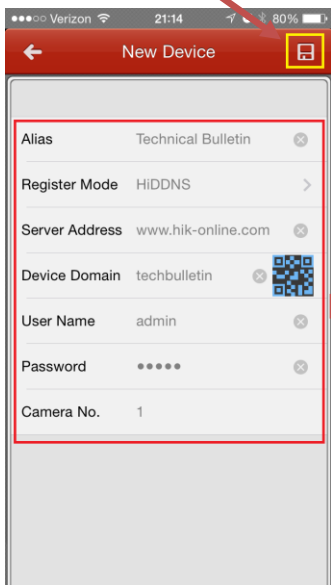 Verizon 21:14 80%
New Device
Alias Technical Bulletin
Register Mode HiDDNS
Server Address www.hik-online.com
Device Domain techbulletin
User Name admin
Password •••••
Camera No. 1